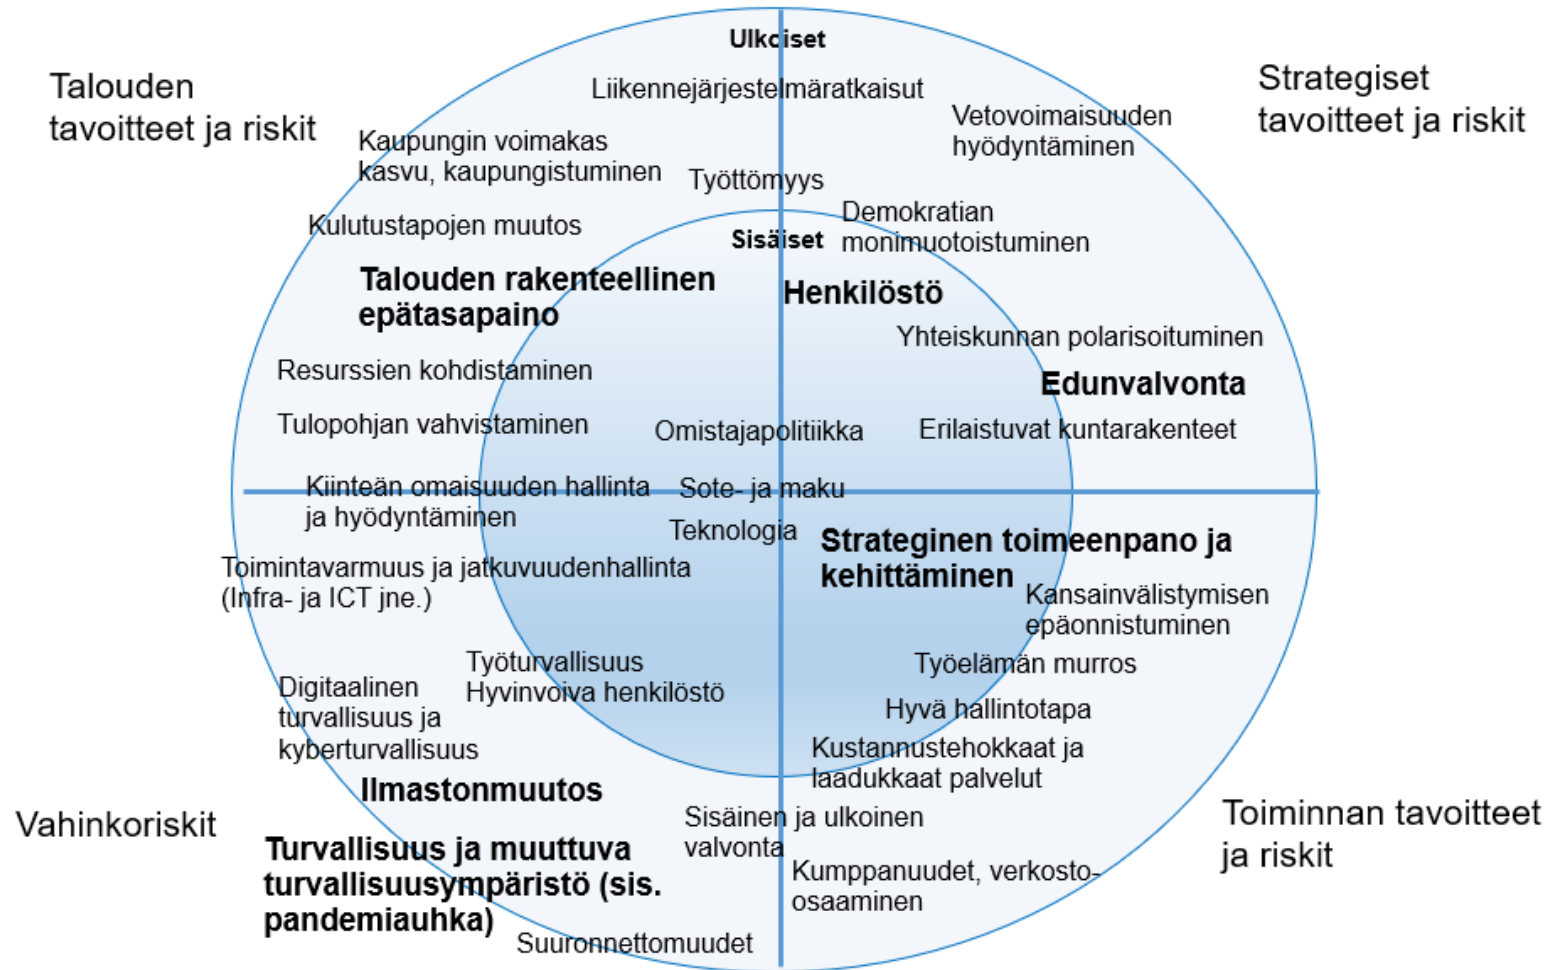 Ulkoiset
Talouden
tavoitteet ja riskit
Strategiset
tavoitteet ja riskit
Liikennejärjestelmäratkaisut
Vetovoimaisuuden
hyödyntäminen
Kaupungin voimakas
kasvu, kaupungistuminen
Työttömyys
Demokratian
monimuotoistuminen
Kulutustapojen muutos
Sisäiset
Talouden rakenteellinen
epätasapaino
Henkilöstö
Yhteiskunnan polarisoituminen
Resurssien kohdistaminen
Edunvalvonta
Tulopohjan vahvistaminen
Omistajapolitiikka
Erilaistuvat kuntarakenteet
Kiinteän omaisuuden hallinta
ja hyödyntäminen
Sote- ja maku
Teknologia
Strateginen toimeenpano ja
kehittäminen
Toimintavarmuus ja jatkuvuudenhallinta
(Infra- ja ICT jne.)
Kansainvälistymisen
epäonnistuminen
Työturvallisuus
Hyvinvoiva henkilöstö
Työelämän murros
Digitaalinen
turvallisuus ja
kyberturvallisuus
Hyvä hallintotapa
Kustannustehokkaat ja
laadukkaat palvelut
Ilmastonmuutos
Vahinkoriskit
Sisäinen ja ulkoinen
valvonta
Toiminnan tavoitteet
ja riskit
Turvallisuus ja muuttuva
turvallisuusympäristö (sis.
pandemiauhka)
Kumppanuudet, verkosto-
osaaminen
Suuronnettomuudet